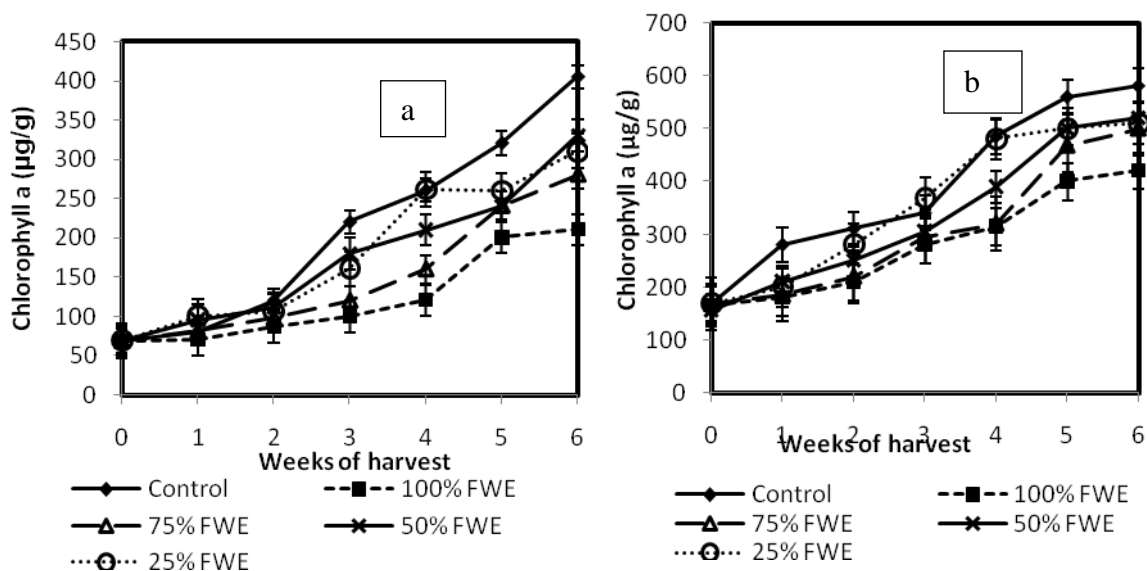 Chlorophyll a (µg/g)
450
400
350
300
250
200
150
100
50
0
a
0 1 2 3 4 5 6
Weeks of harvest
Control 100% FWE
75% FWE 50% FWE
25% FWE
Chlorophyll a (µg/g)
700
600
500
400
300
200
100
0
b
0 1 2 3 4 5 6
Weeks of harvest
Control 100% FWE
75% FWE 50% FWE
25% FWE